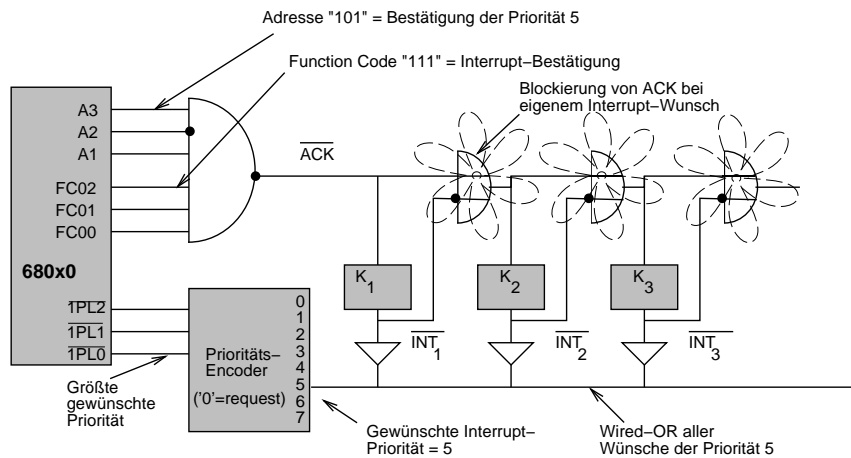 Adresse "101" = Bestätigung der Priorität 5
Function Code "111" = Interrupt−Bestätigung
Blockierung von ACK bei
eigenem Interrupt−Wunsch
A3
A2
A1
FC02
FC01
FC00
680x0
1PL2
1PL1
1PL0
ACK
K1
K2
K3
INT1
INT2
INT3
Prioritäts−
Encoder
('0'=request)
0
1
2
3
4
5
6
7
Größte
gewünschte
Priorität
Gewünschte Interrupt−
Priorität = 5
Wired−OR aller
Wünsche der Priorität 5